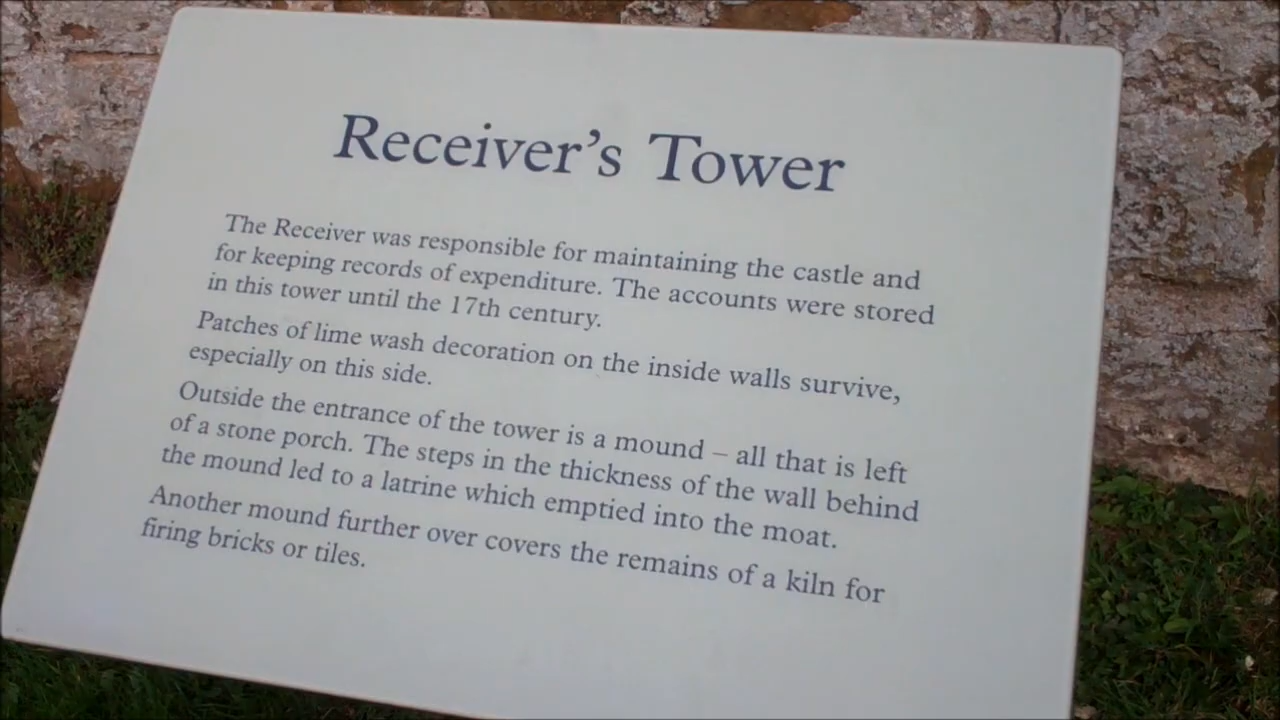 Receiver’s Tower
The Receiver was responsible for maintaining the castle and
for keeping records of expenditure. The accounts were stored
in this tower until the 17th century.
Patches of lime wash decoration on the inside walls survive,
especially on this side.
Outside the entrance of the tower is a mound – all that is left
of a stone porch. The steps in the thickness of the wall behind
the mound led to a latrine which emptied into the moat.
Another mound further over covers the remains of a kiln for
firing bricks or tiles.